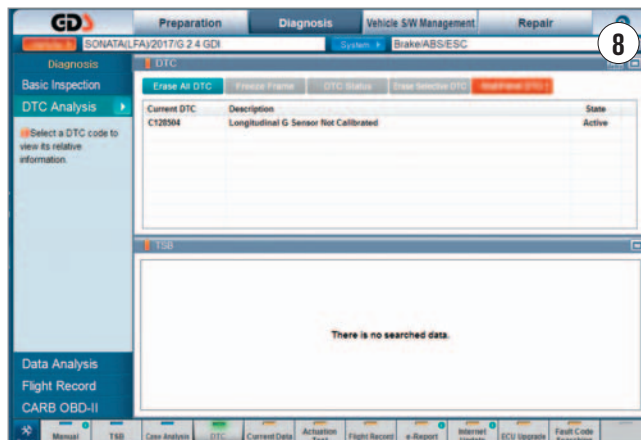 GDS
Preparation
Diagnosis
Vehicle S/W Management
Repair
8
SONATA(LFA)/2017/G 2.4 GDI
System
Brake/ABS/ESC
Diagnosis
Basic Inspection
DTC Analysis
Select a DTC code to
view its relative
information.
Data Analysis
Flight Record
CARB OBD-II
DTC
Erase All DTC
Freeze Frame
DTC Status
Erase Selective DTC
Current DTC Description State
C128504 Longitudinal G Sensor Not Calibrated Active
TSB
There is no searched data.
Manual
TSB
Case Analysis
DTC
Current Data
Actuation
Test
Flight Record
e-Report
Internet
Update
ECU Upgrade
Fault Code
Searching